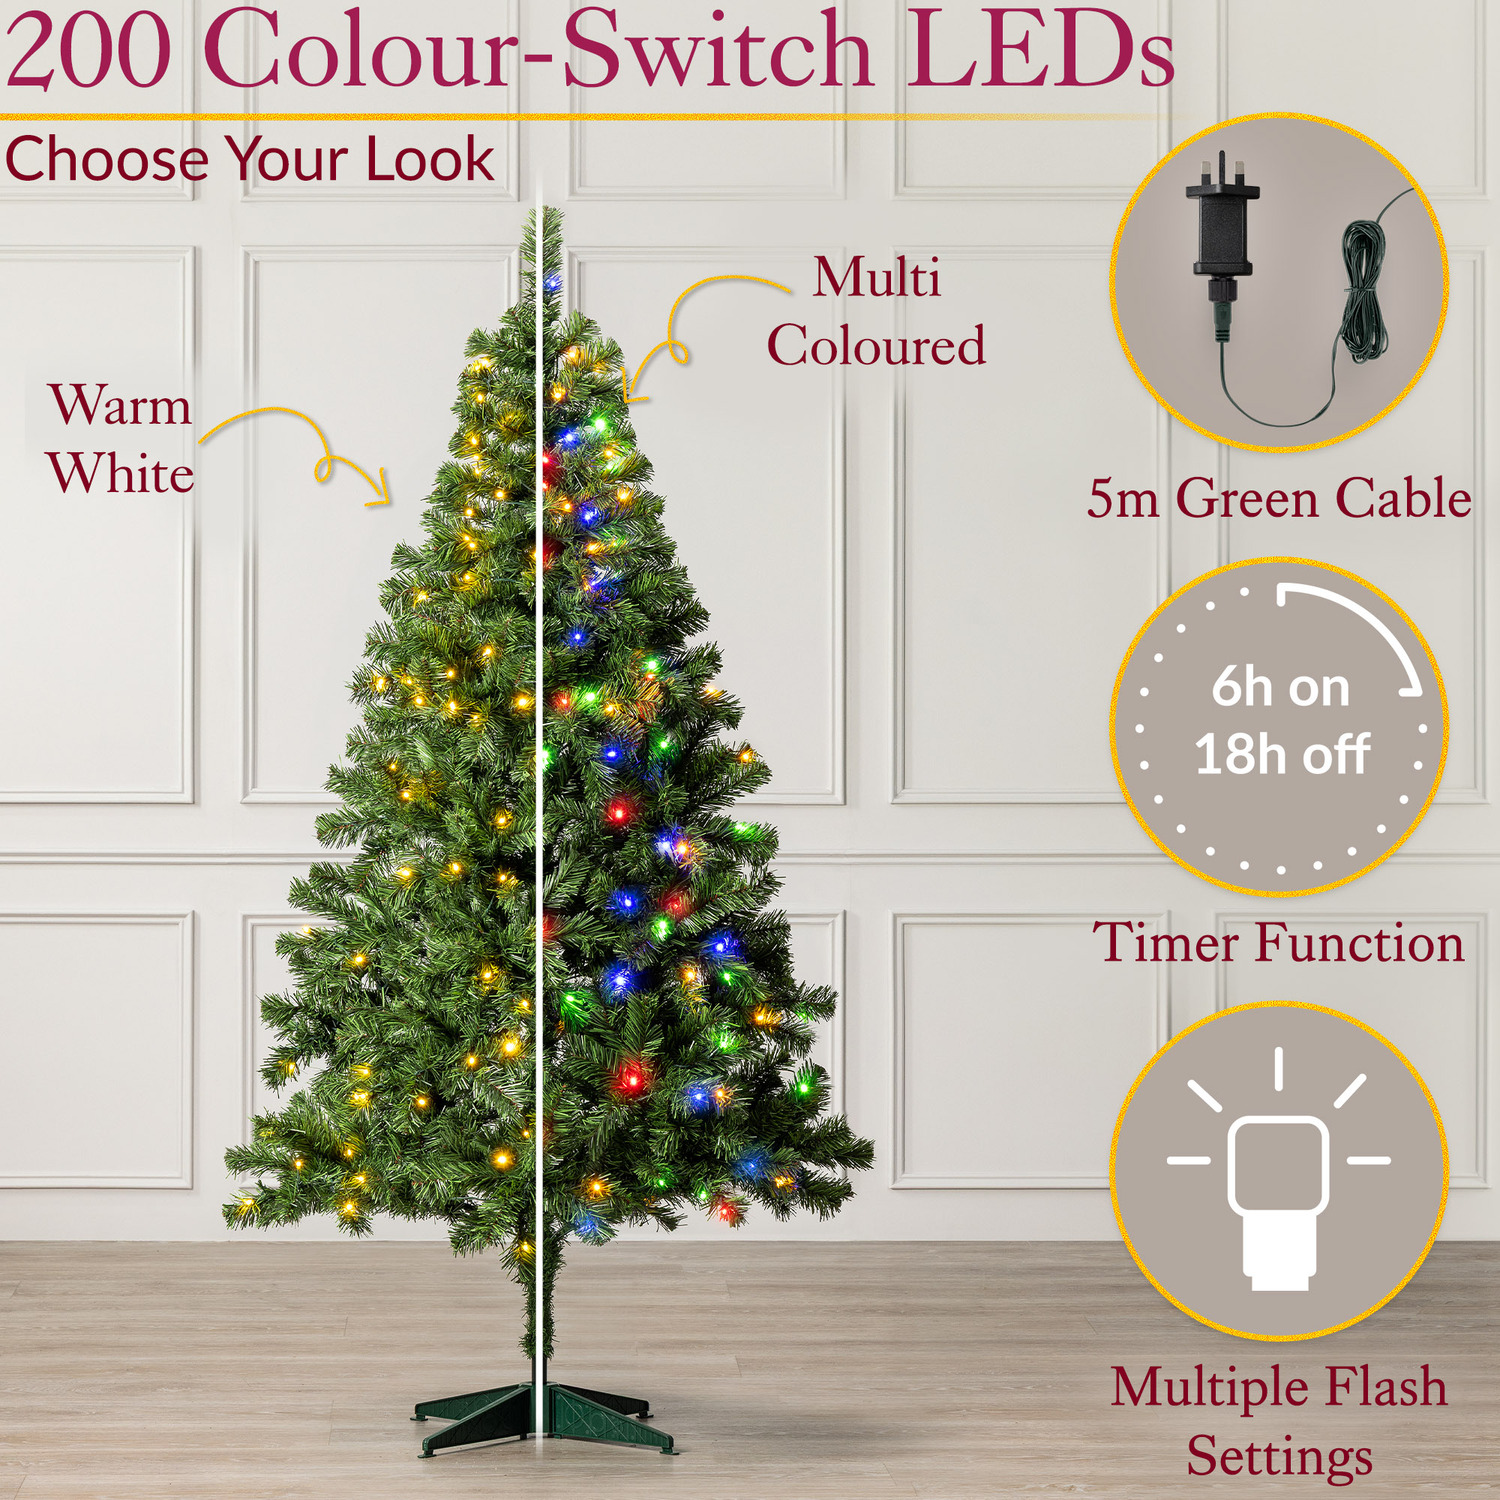 200 Colour-Switch LEDs
Choose Your Look
Multi
Coloured
Warm
White
5m Green Cable
6h on
18h off
Timer Function
Multiple Flash
Settings